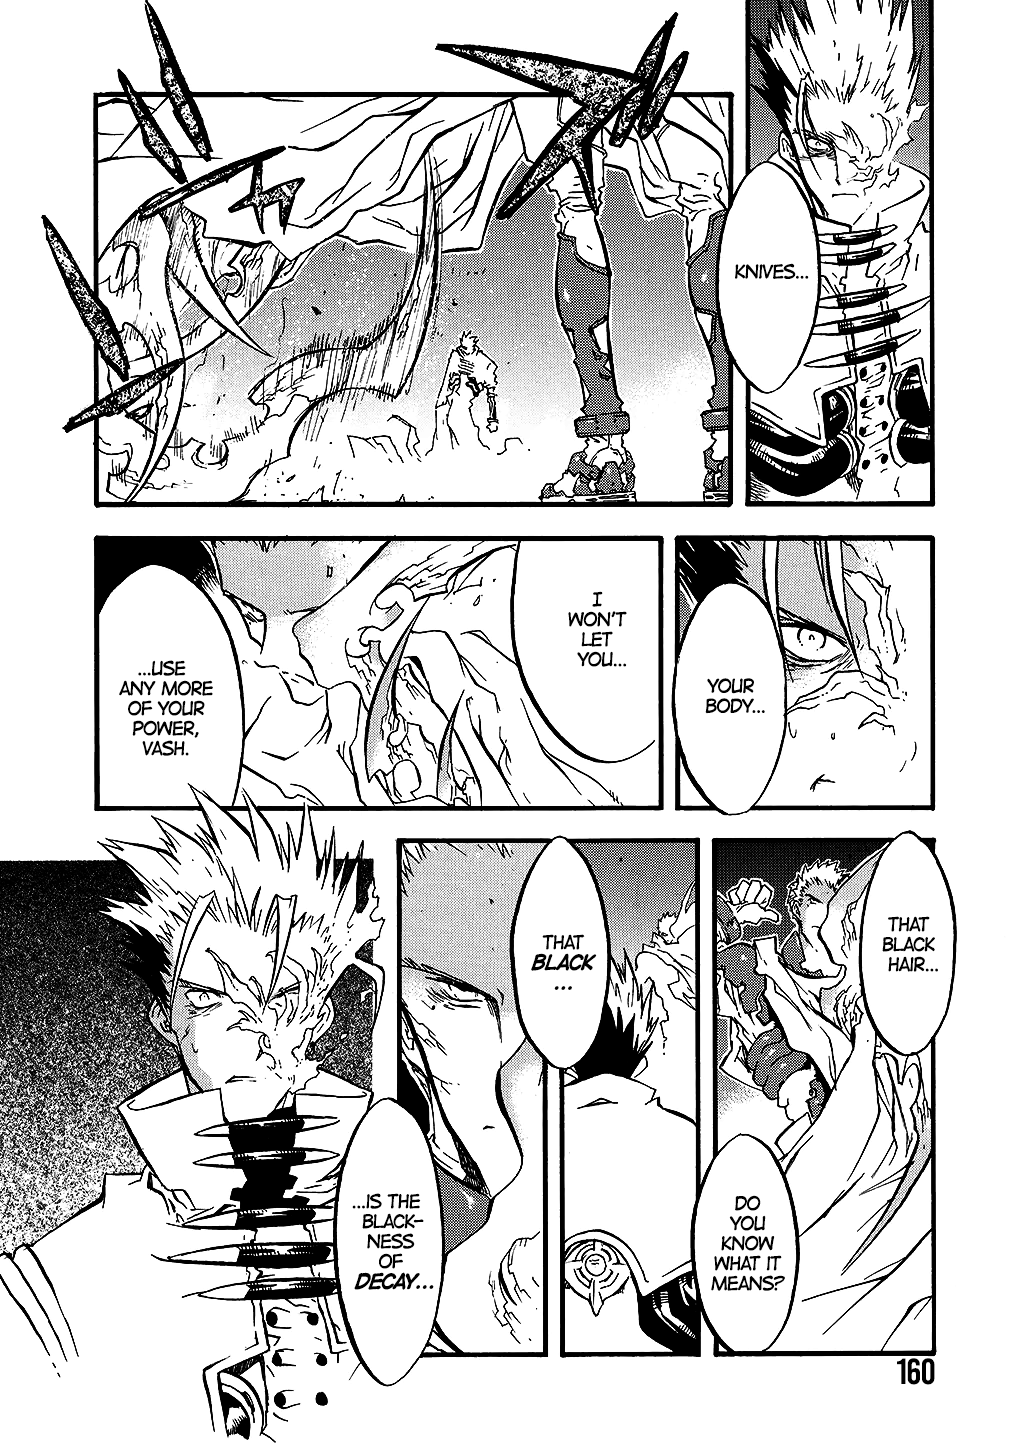 KNIVES...
YOUR
BODY...
I
WON'T
LET
YOU...
...USE
ANY MORE
OF YOUR
POWER,
VASH.
THAT
BLACK
HAIR...
DO
YOU
KNOW
WHAT IT
MEANS?
THAT
BLACK
...
...IS THE
BLACK-
NESS
OF
DECAY...
160